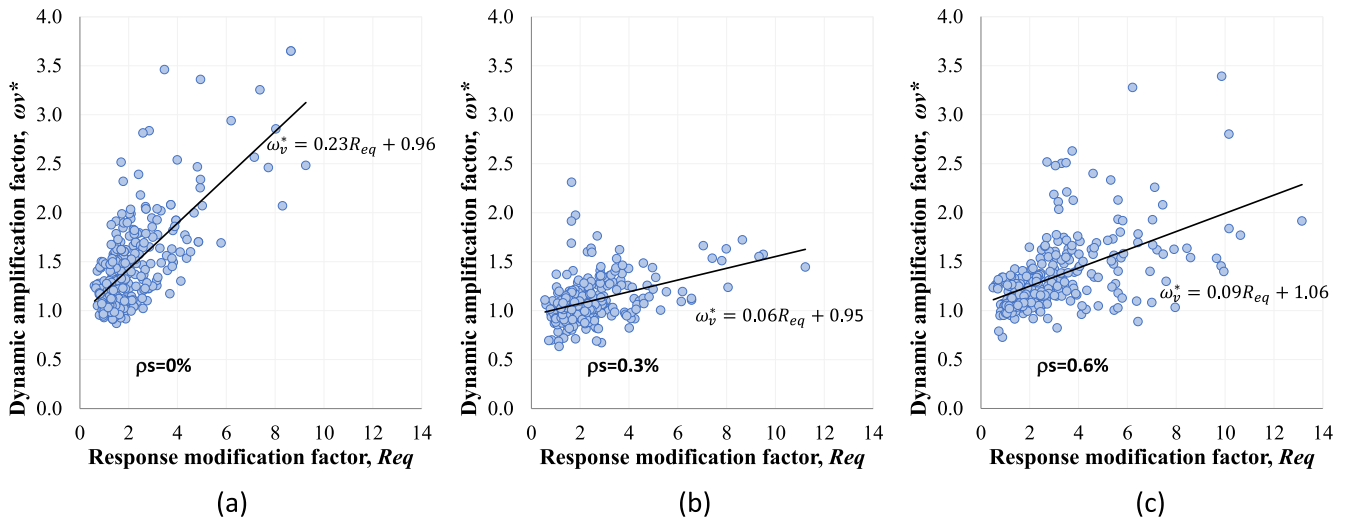 4.0
3.5
3.0
2.5
2.0
1.5
1.0
0.5
0.0
Dynamic amplification factor, ωv*
ω*v = 0.23Req + 0.96
ρs=0%
0 2 4 6 8 10 12 14
Response modification factor, Req
(a)
4.0
3.5
3.0
2.5
2.0
1.5
1.0
0.5
0.0
Dynamic amplification factor, ωv*
ω*v = 0.06Req + 0.95
ρs=0.3%
0 2 4 6 8 10 12 14
Response modification factor, Req
(b)
4.0
3.5
3.0
2.5
2.0
1.5
1.0
0.5
0.0
Dynamic amplification factor, ωv*
ω*v = 0.09Req + 1.06
ρs=0.6%
0 2 4 6 8 10 12 14
Response modification factor, Req
(c)